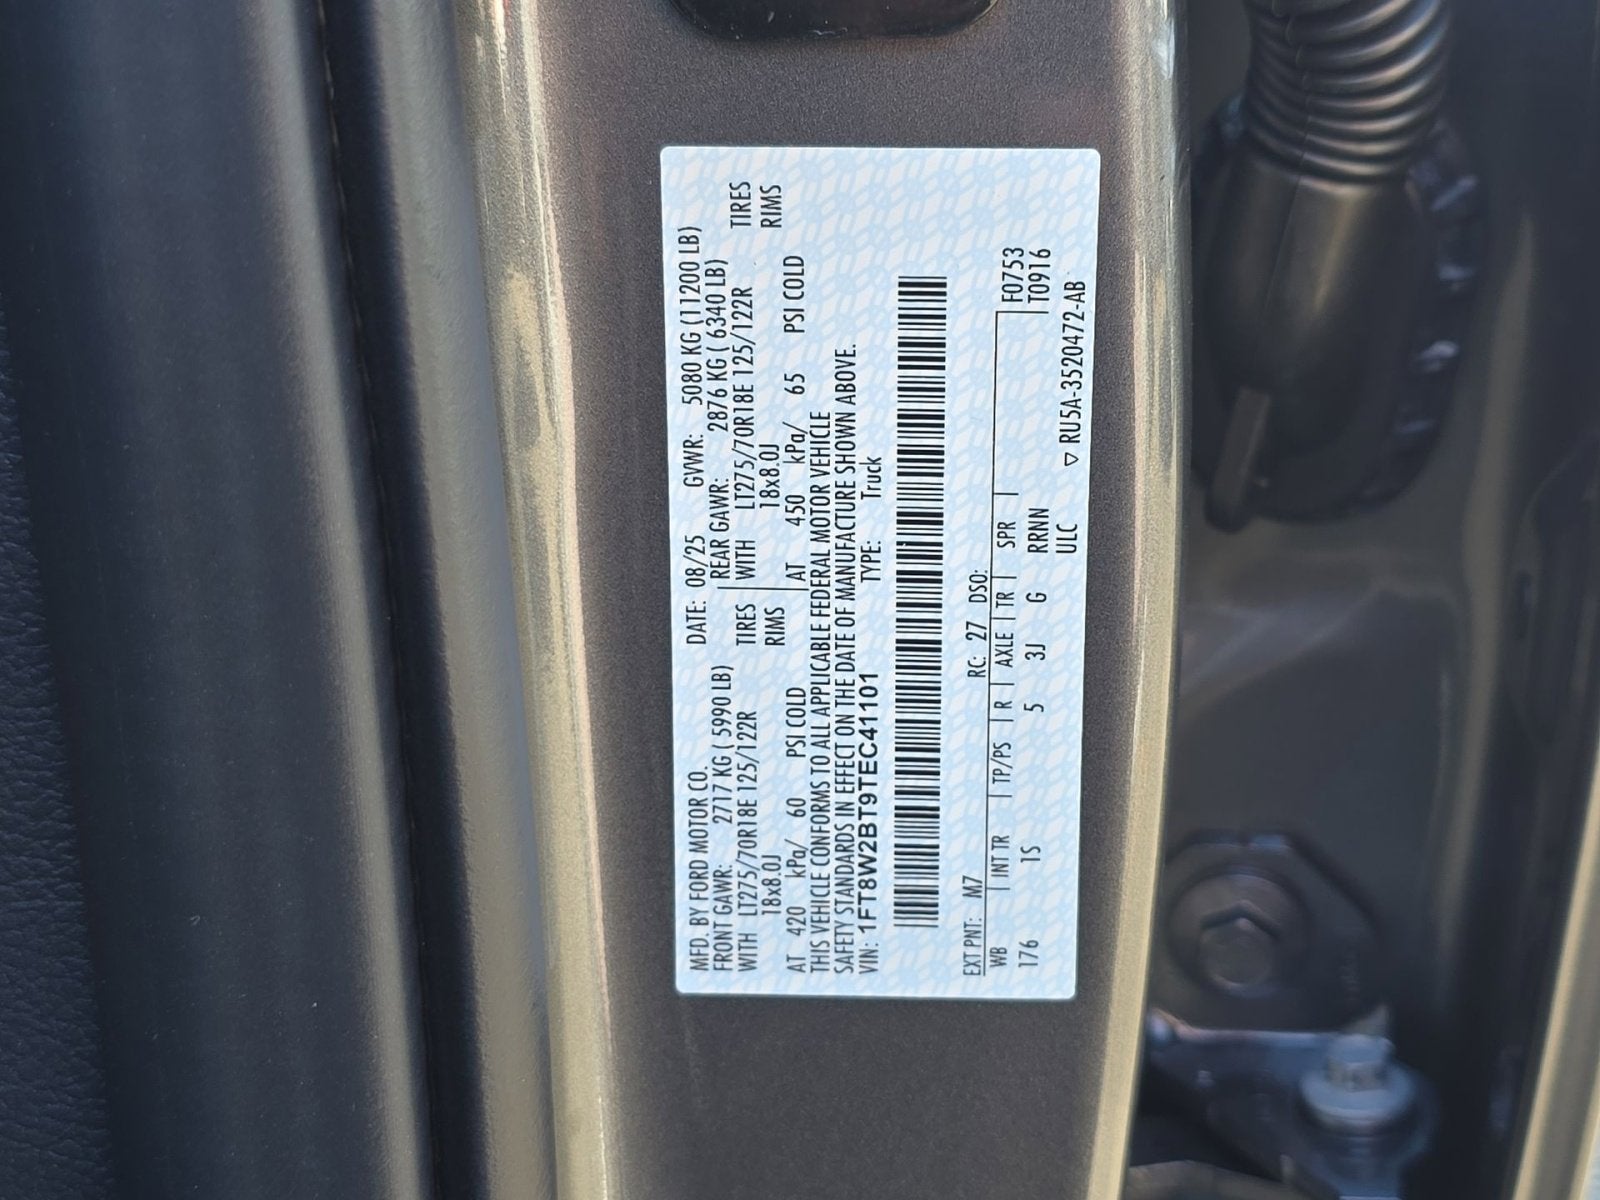 MFD. BY FORD MOTOR CO. DATE: 08/25 GVWR: 5080 KG (11200 LB)
FRONT GAWR: 2717 KG ( 5990 LB) REAR GAWR: 2876 KG ( 6340 LB)
WITH LT275/70R18E 125/122R TIRES WITH LT275/70R18E 125/122R TIRES
18x8.0J RIMS 18x8.0J RIMS
AT 420 kPa/ 60 PSI COLD AT 450 kPa/ 65 PSI COLD
THIS VEHICLE CONFORMS TO ALL APPLICABLE FEDERAL MOTOR VEHICLE
SAFETY STANDARDS IN EFFECT ON THE DATE OF MANUFACTURE SHOWN ABOVE.
VIN: 1FT8W2BT9TEC41101 TYPE: Truck
EXT PNT: M7 RC: 27 DSO:
WB INT TR TP/PS R AXLE TR SPR F0753
176 1S 5 3J G RRNN T0916
ULC ▽ RU5A-3520472-AB